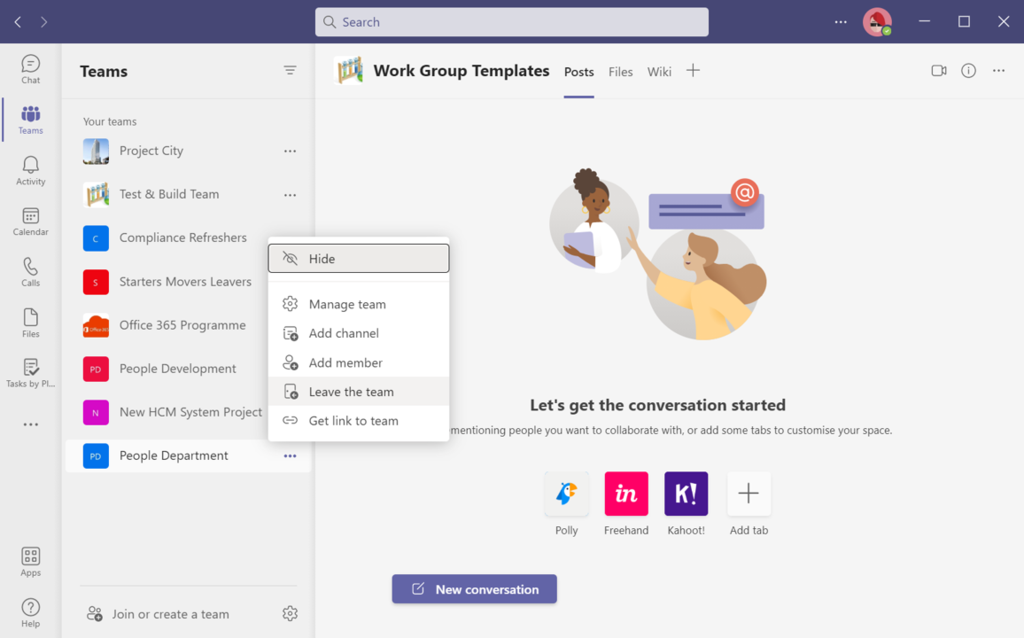 Search
Chat
Teams
Activity
Calendar
Calls
Files
Tasks by Pl...
Apps
Help
Teams
Your teams
Project City
Test & Build Team
C
Compliance Refreshers
S
Starters Movers Leavers
Office 365 Programme
PD
People Development
N
New HCM System Project
PD
People Department
Join or create a team
Hide
Manage team
Add channel
Add member
Leave the team
Get link to team
Work Group Templates
Posts
Files
Wiki
@
Let's get the conversation started
mentioning people you want to collaborate with, or add some tabs to customise your space.
in
K!
Polly
Freehand
Kahoot!
Add tab
New conversation